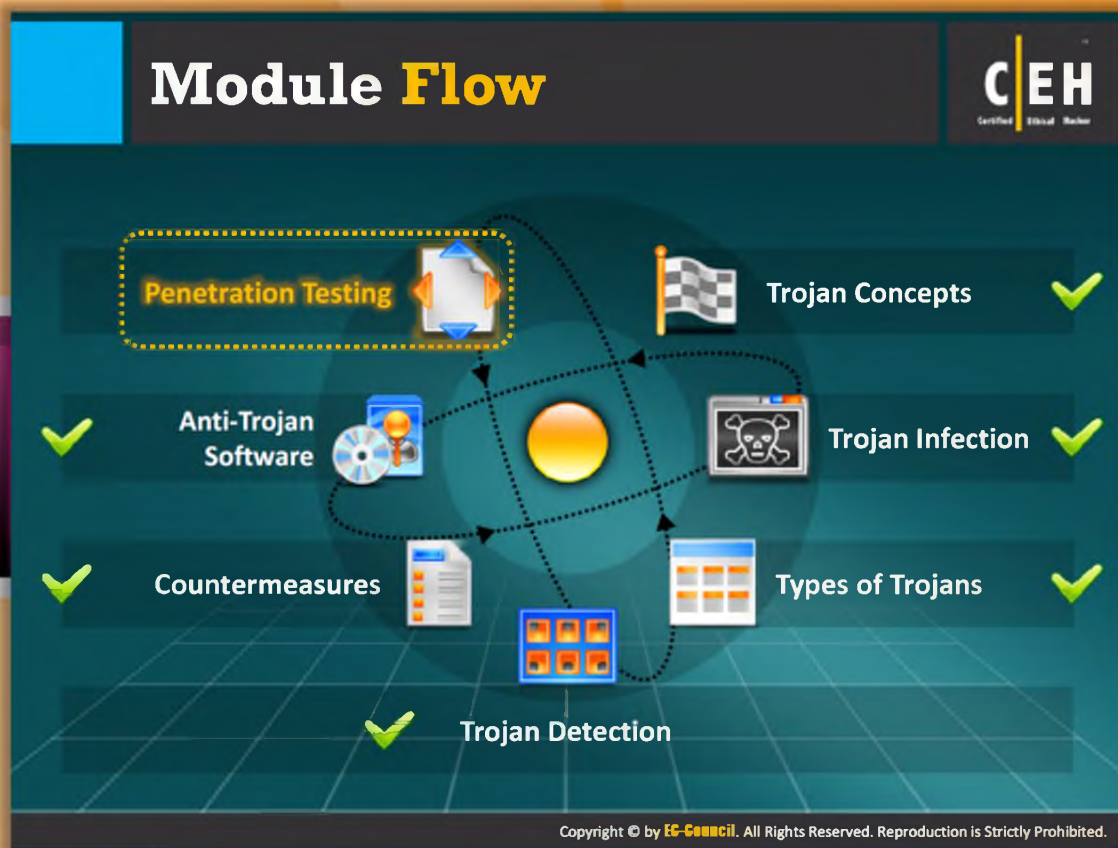 Module Flow
C EH
Certified Ethical Hacker
Penetration Testing
Trojan Concepts
Anti-Trojan
Software
Trojan Infection
Countermeasures
Types of Trojans
Trojan Detection
Copyright © by EC-Council. All Rights Reserved. Reproduction is Strictly Prohibited.